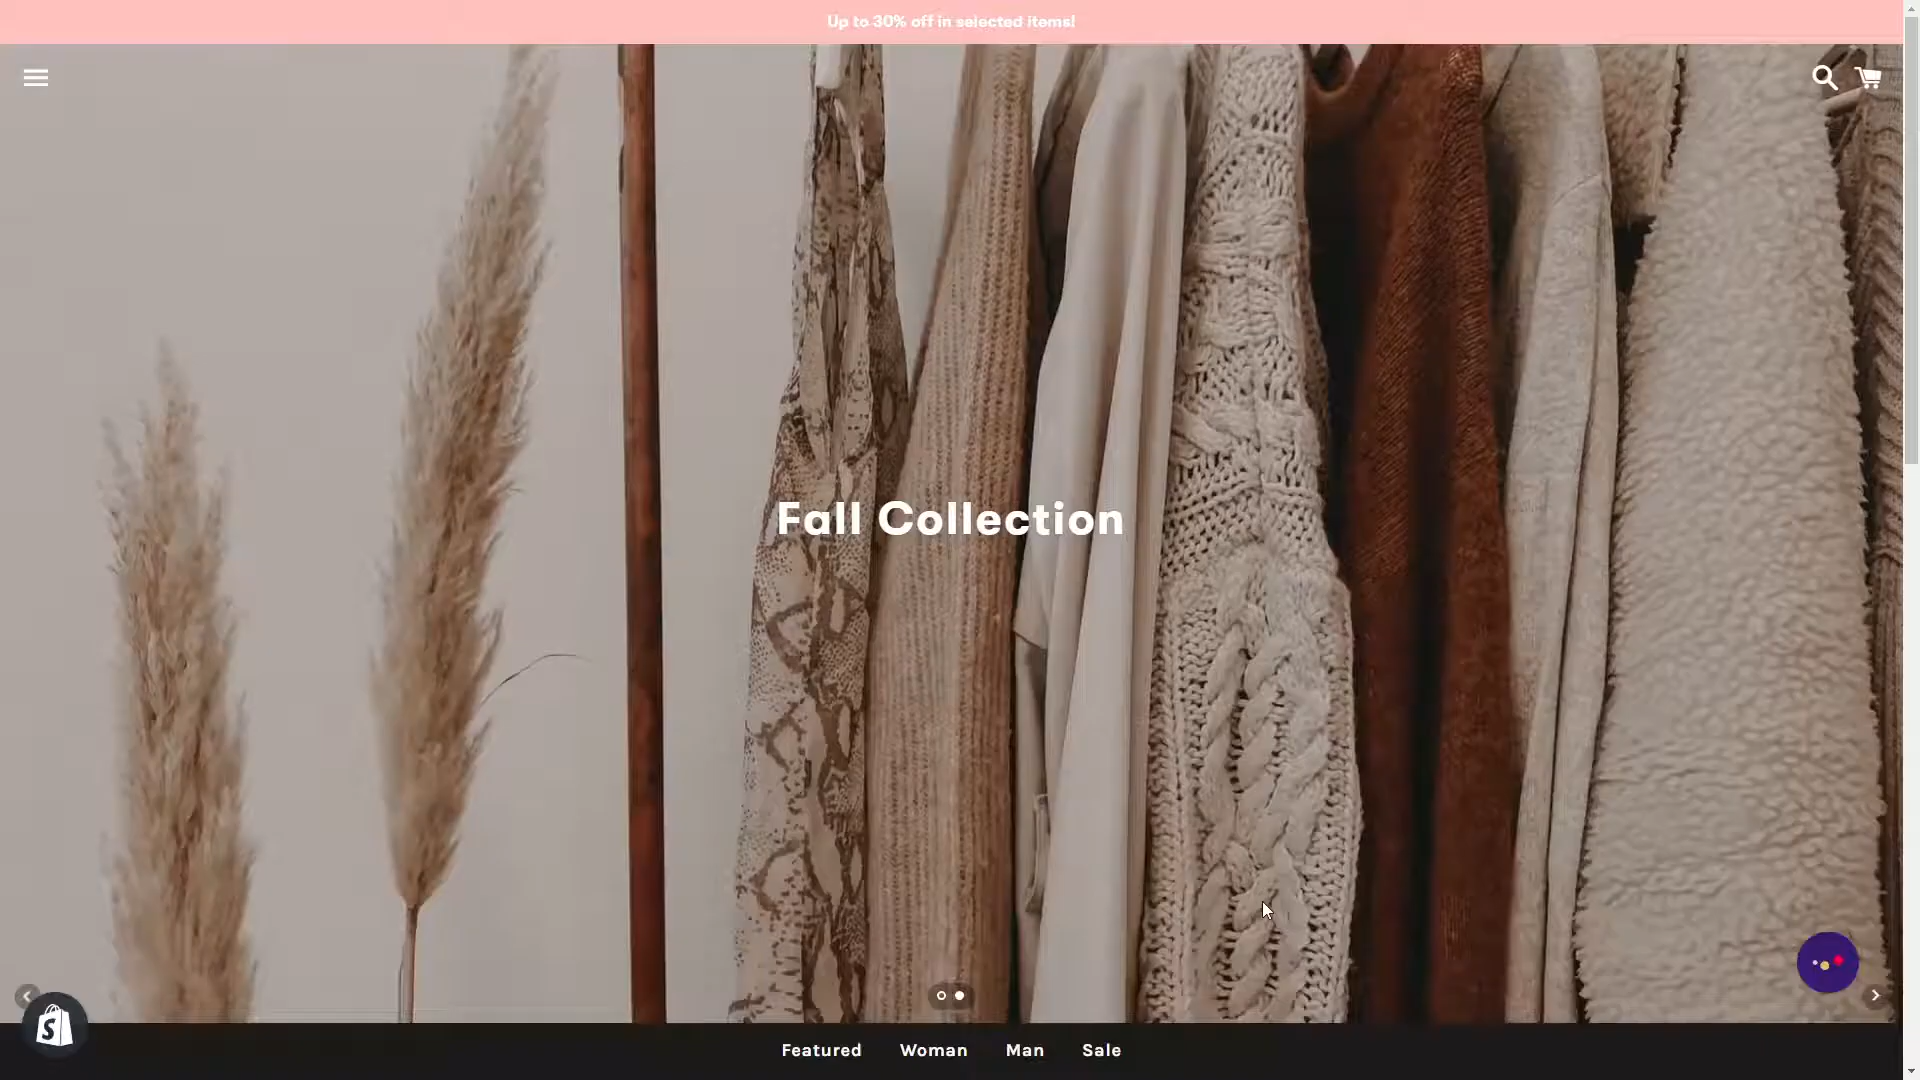 Up to 30% off in selected items!
Fall Collection
Featured
Woman
Man
Sale